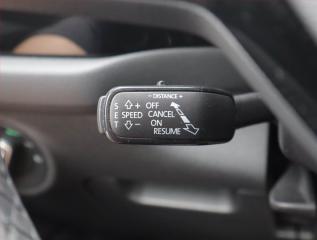 − DISTANCE +
S ⇧+ OFF
E SPEED CANCEL
T ⇩− ON
RESUME